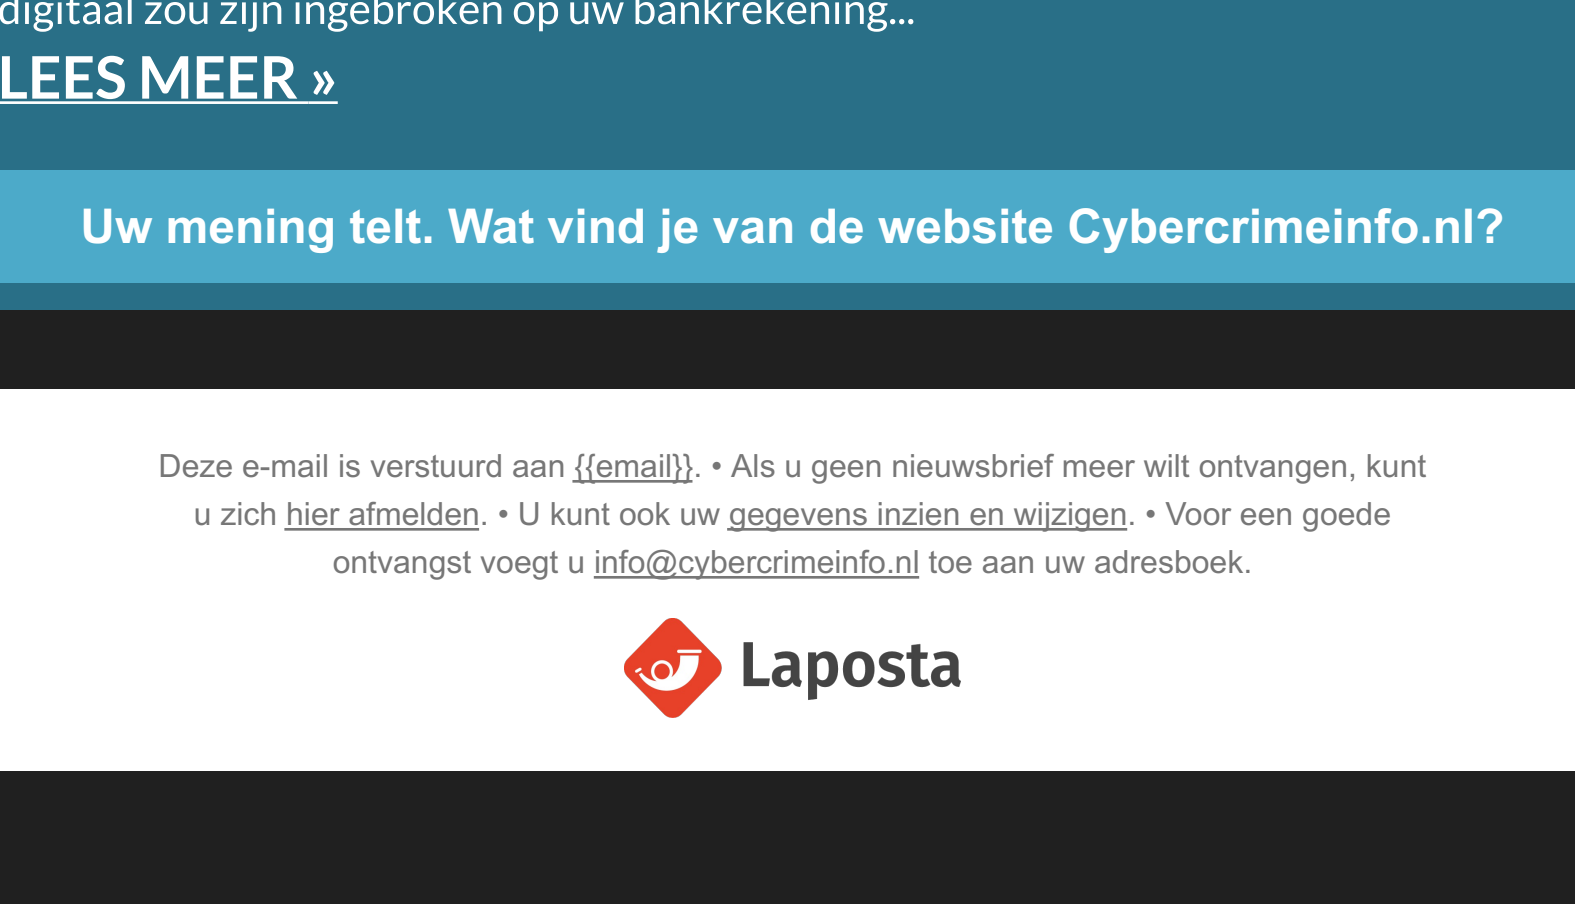 digitaal zou zijn ingebroken op uw bankrekening...
LEES MEER »
Uw mening telt. Wat vind je van de website Cybercrimeinfo.nl?
Deze e-mail is verstuurd aan {{email}}. • Als u geen nieuwsbrief meer wilt ontvangen, kunt
u zich hier afmelden. • U kunt ook uw gegevens inzien en wijzigen. • Voor een goede
ontvangst voegt u info@cybercrimeinfo.nl toe aan uw adresboek.
Laposta